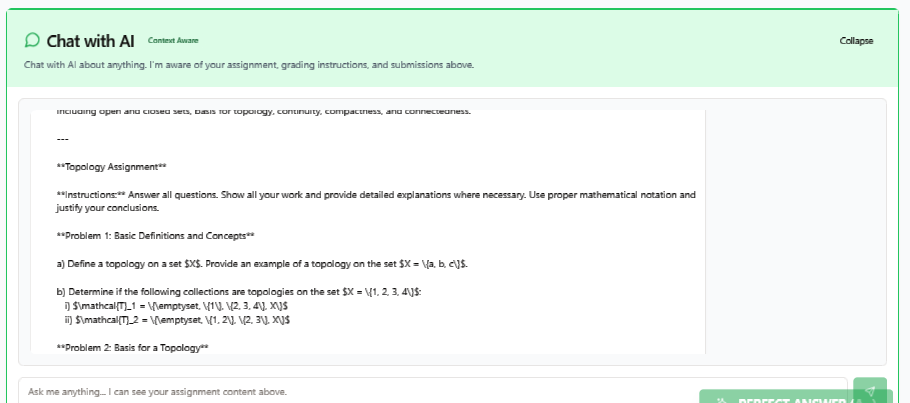 Chat with AI Context Aware Collapse
Chat with AI about anything. I'm aware of your assignment, grading instructions, and submissions above.
including open and closed sets, basis for topology, continuity, compactness, and connectedness.
---
**Topology Assignment**
**Instructions:** Answer all questions. Show all your work and provide detailed explanations where necessary. Use proper mathematical notation and
justify your conclusions.
**Problem 1: Basic Definitions and Concepts**
a) Define a topology on a set $X$. Provide an example of a topology on the set $X = \{a, b, c\}$.
b) Determine if the following collections are topologies on the set $X = \{1, 2, 3, 4\}$:
i) $\mathcal{T}_1 = \{\emptyset, \{1\}, \{2, 3, 4\}, X\}$
ii) $\mathcal{T}_2 = \{\emptyset, \{1, 2\}, \{2, 3\}, X\}$
**Problem 2: Basis for a Topology**
Ask me anything... I can see your assignment content above.
PERFECT ANSWER